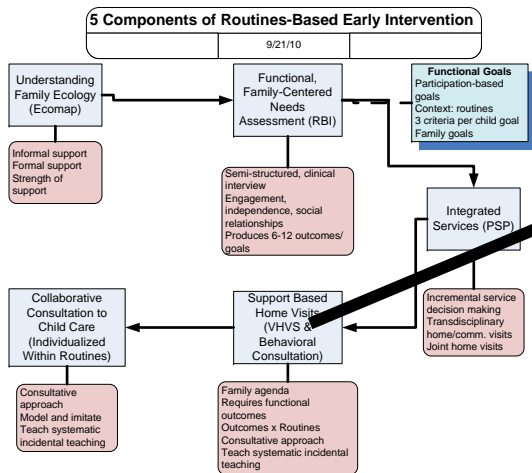 5 Components of Routines-Based Early Intervention
9/21/10
Understanding
Family Ecology
(Ecomap)
Informal support
Formal support
Strength of
support
Functional,
Family-Centered
Needs
Assessment (RBI)
Semi-structured, clinical
interview
Engagement,
independence, social
relationships
Produces 6-12 outcomes/
goals
Functional Goals
Participation-based
goals
Context: routines
3 criteria per child goal
Family goals
Integrated
Services (PSP)
Incremental service
decision making
Transdisciplinary
home/comm. visits
Joint home visits
Support Based
Home Visits
(VHVS &
Behavioral
Consultation)
Family agenda
Requires functional
outcomes
Outcomes x Routines
Consultative approach
Teach systematic incidental
teaching
Collaborative
Consultation to
Child Care
(Individualized
Within Routines)
Consultative
approach
Model and imitate
Teach systematic
incidental teaching